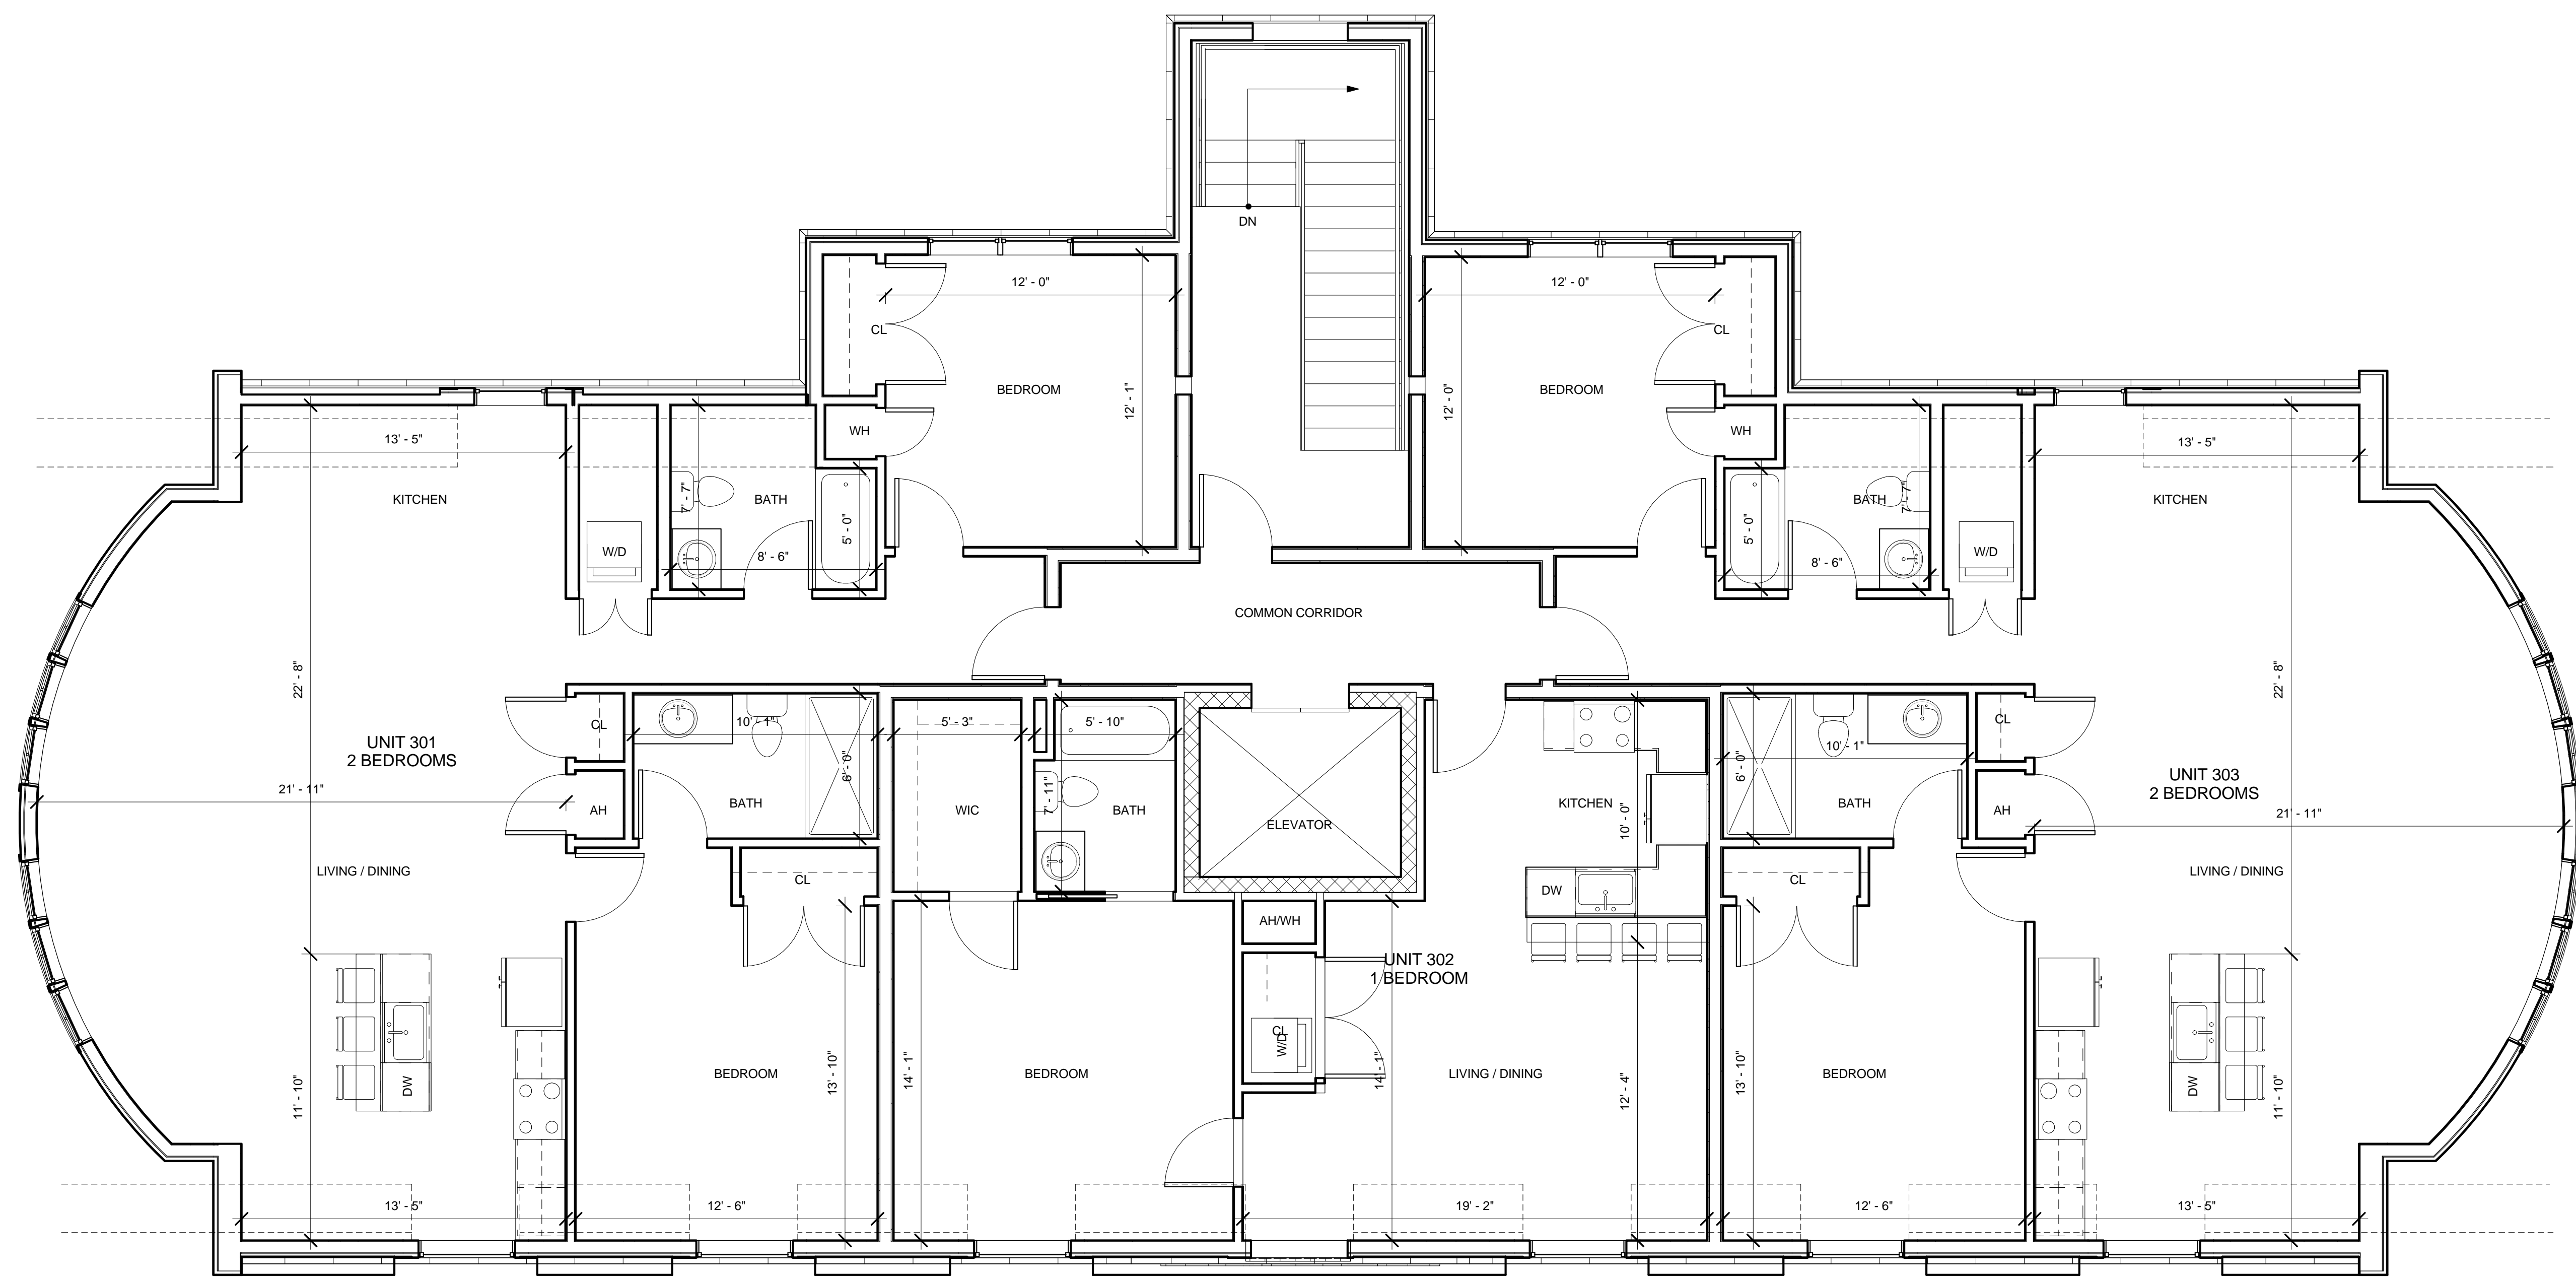 DN
12' - 0"
12' - 0"
CL
CL
BEDROOM
12' - 1"
12' - 0"
BEDROOM
WH
WH
13' - 5"
13' - 5"
KITCHEN
7' - 7"
BATH
5' - 0"
5' - 0"
BATH
7' - 7"
KITCHEN
W/D
8' - 6"
8' - 6"
W/D
COMMON CORRIDOR
22' - 8"
22' - 8"
CL
10' - 1"
5' - 3"
5' - 10"
CL
UNIT 301
2 BEDROOMS
6' - 0"
6' - 0"
10' - 1"
UNIT 303
2 BEDROOMS
21' - 11"
AH
BATH
WIC
7' - 11"
BATH
ELEVATOR
KITCHEN
10' - 0"
BATH
AH
21' - 11"
LIVING / DINING
CL
DW
CL
LIVING / DINING
AH/WH
UNIT 302
1 BEDROOM
CL
W/D
DW
11' - 10"
BEDROOM
13' - 10"
14' - 1"
BEDROOM
14' - 1"
LIVING / DINING
12' - 4"
13' - 10"
BEDROOM
DW
11' - 10"
13' - 5"
12' - 6"
19' - 2"
12' - 6"
13' - 5"